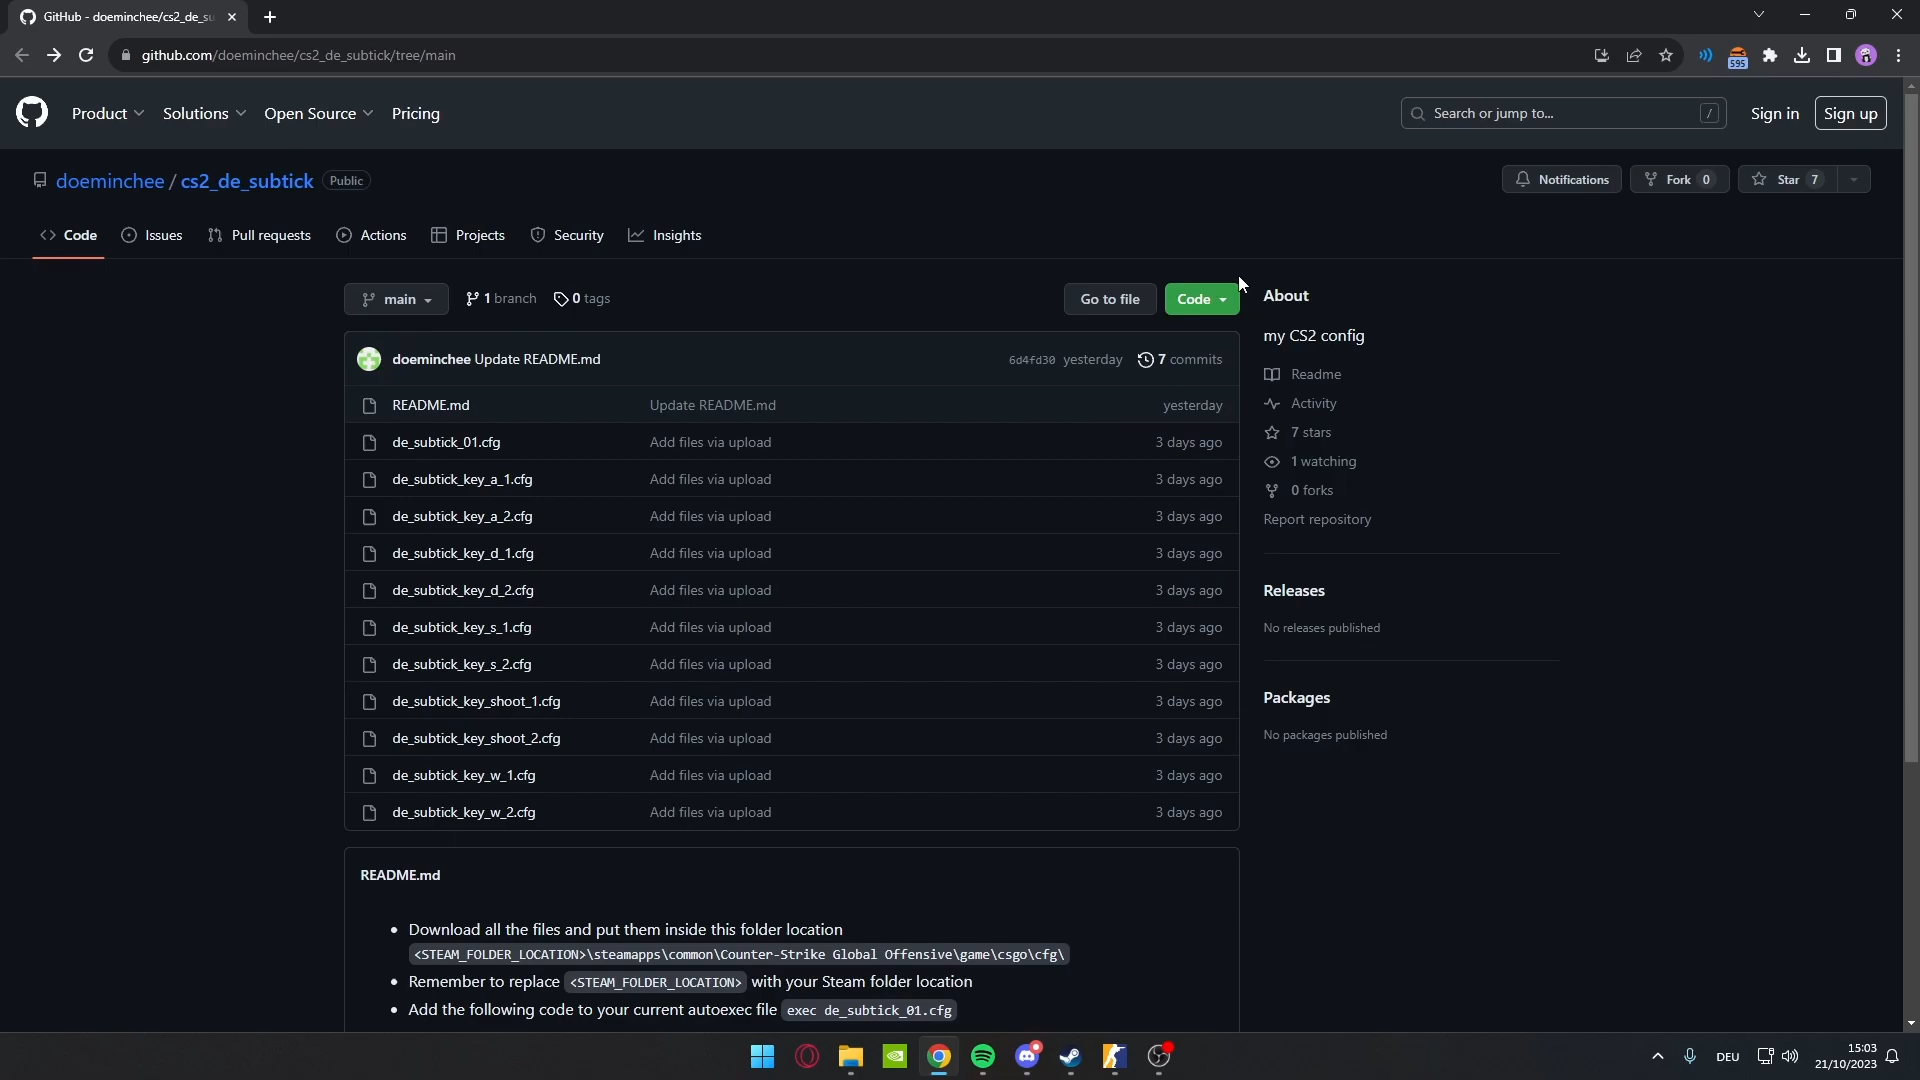 GitHub - doeminchee/cs2_de_su
github.com/doeminchee/cs2_de_subtick/tree/main
595
Product Solutions Open Source Pricing
Search or jump to... /
Sign in Sign up
doeminchee / cs2_de_subtick Public
Notifications Fork 0 Star 7
Code Issues Pull requests Actions Projects Security Insights
main 1 branch 0 tags Go to file Code
doeminchee Update README.md 6d4fd30 yesterday 7 commits
README.md Update README.md yesterday
de_subtick_01.cfg Add files via upload 3 days ago
de_subtick_key_a_1.cfg Add files via upload 3 days ago
de_subtick_key_a_2.cfg Add files via upload 3 days ago
de_subtick_key_d_1.cfg Add files via upload 3 days ago
de_subtick_key_d_2.cfg Add files via upload 3 days ago
de_subtick_key_s_1.cfg Add files via upload 3 days ago
de_subtick_key_s_2.cfg Add files via upload 3 days ago
de_subtick_key_shoot_1.cfg Add files via upload 3 days ago
de_subtick_key_shoot_2.cfg Add files via upload 3 days ago
de_subtick_key_w_1.cfg Add files via upload 3 days ago
de_subtick_key_w_2.cfg Add files via upload 3 days ago
About
my CS2 config
Readme
Activity
7 stars
1 watching
0 forks
Report repository
Releases
No releases published
Packages
No packages published
README.md
• Download all the files and put them inside this folder location
<STEAM_FOLDER_LOCATION>\steamapps\common\Counter-Strike Global Offensive\game\csgo\cfg\
• Remember to replace <STEAM_FOLDER_LOCATION> with your Steam folder location
• Add the following code to your current autoexec file exec de_subtick_01.cfg
DEU
15:03
21/10/2023